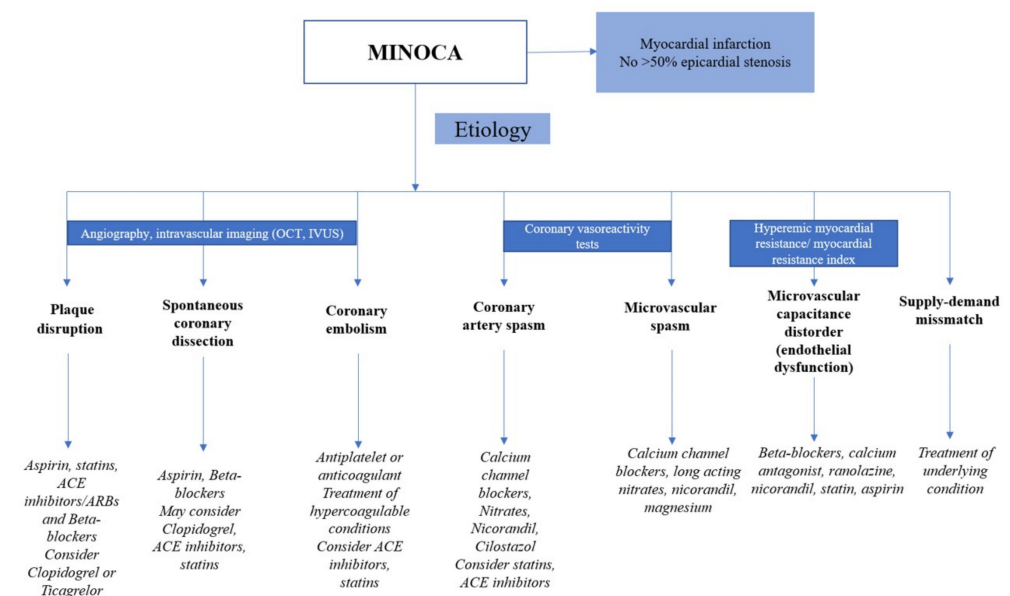 MINOCA
Myocardial infarction
No >50% epicardial stenosis
Etiology
Angiography, intravascular imaging (OCT, IVUS)
Coronary vasoreactivity
tests
Hyperemic myocardial
resistance/ myocardial
resistance index
Plaque
disruption
Spontaneous
coronary
dissection
Coronary
embolism
Coronary
artery spasm
Microvascular
spasm
Microvascular
capacitance
distorder
(endothelial
dysfunction)
Supply-demand
missmatch
Aspirin, statins,
ACE
inhibitors/ARBs
and Beta-
blockers
Consider
Clopidogrel or
Ticagrelor
Aspirin, Beta-
blockers
May consider
Clopidogrel,
ACE inhibitors,
statins
Antiplatelet or
anticoagulant
Treatment of
hypercoagulable
conditions
Consider ACE
inhibitors,
statins
Calcium
channel
blockers,
Nitrates,
Nicorandil,
Cilostazol
Consider statins,
ACE inhibitors
Calcium channel
blockers, long acting
nitrates, nicorandil,
magnesium
Beta-blockers, calcium
antagonist, ranolazine,
nicorandil, statin, aspirin
Treatment of
underlying
condition